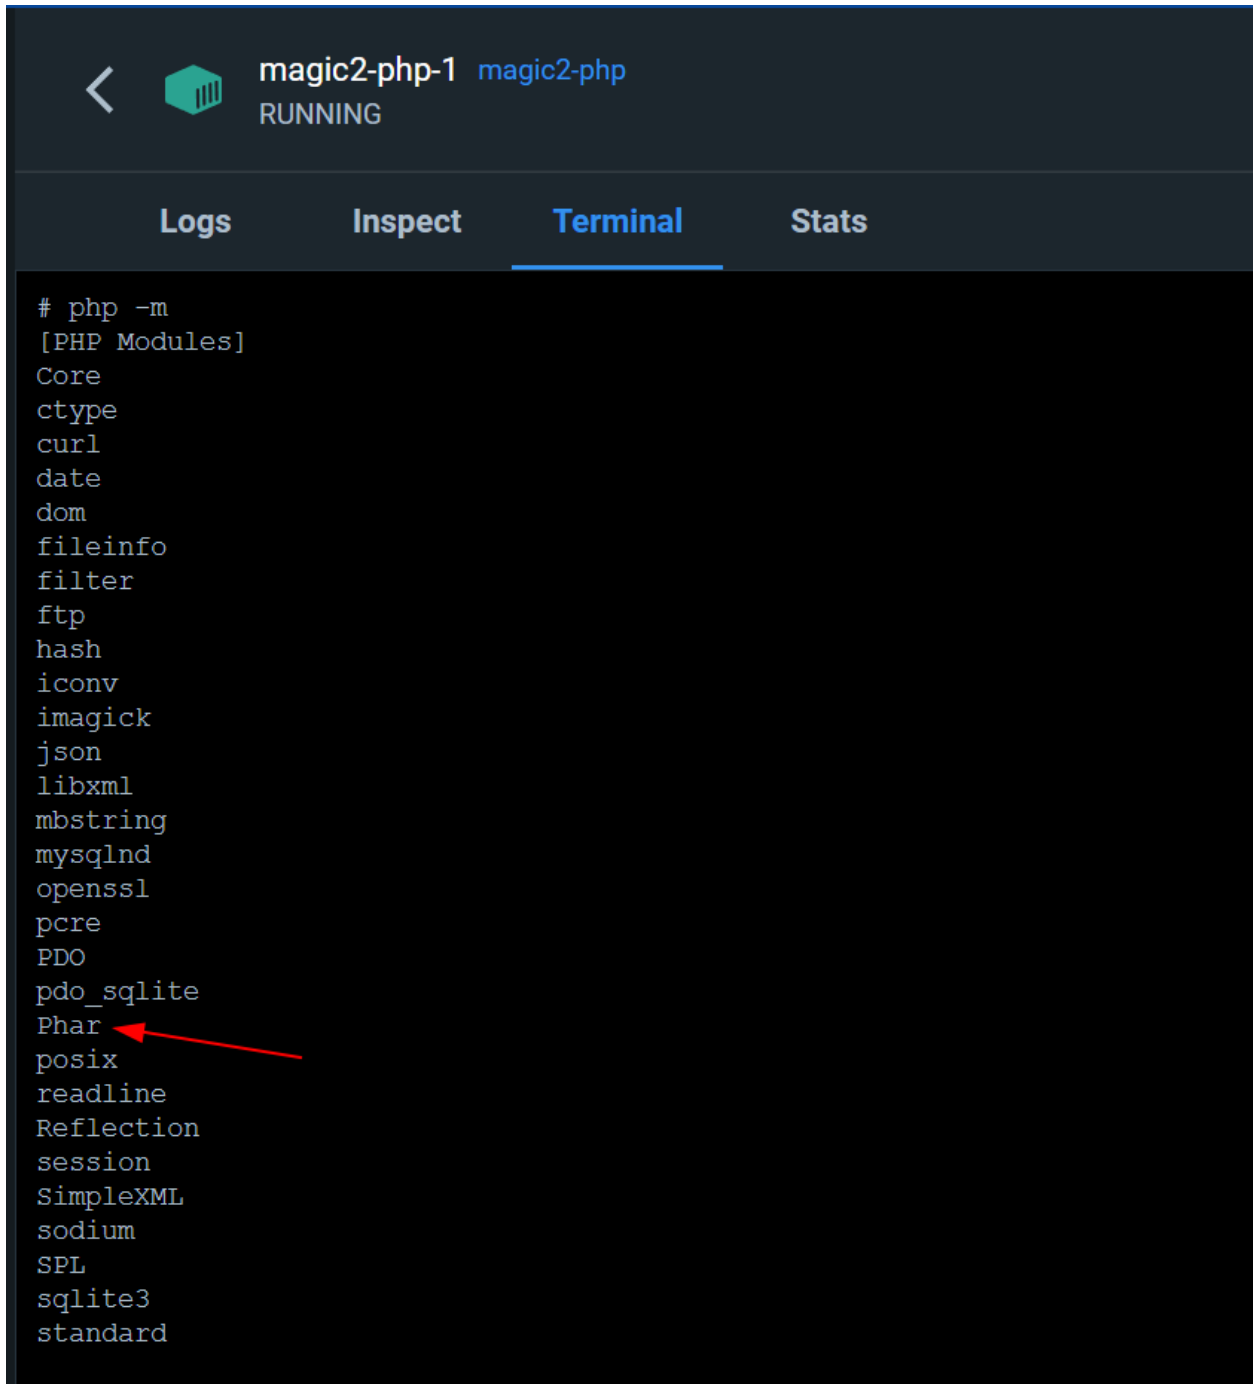 magic2-php-1 magic2-php
RUNNING
Logs Inspect Terminal Stats
# php -m
[PHP Modules]
Core
ctype
curl
date
dom
fileinfo
filter
ftp
hash
iconv
imagick
json
libxml
mbstring
mysqlnd
openssl
pcre
PDO
pdo_sqlite
Phar
posix
readline
Reflection
session
SimpleXML
sodium
SPL
sqlite3
standard